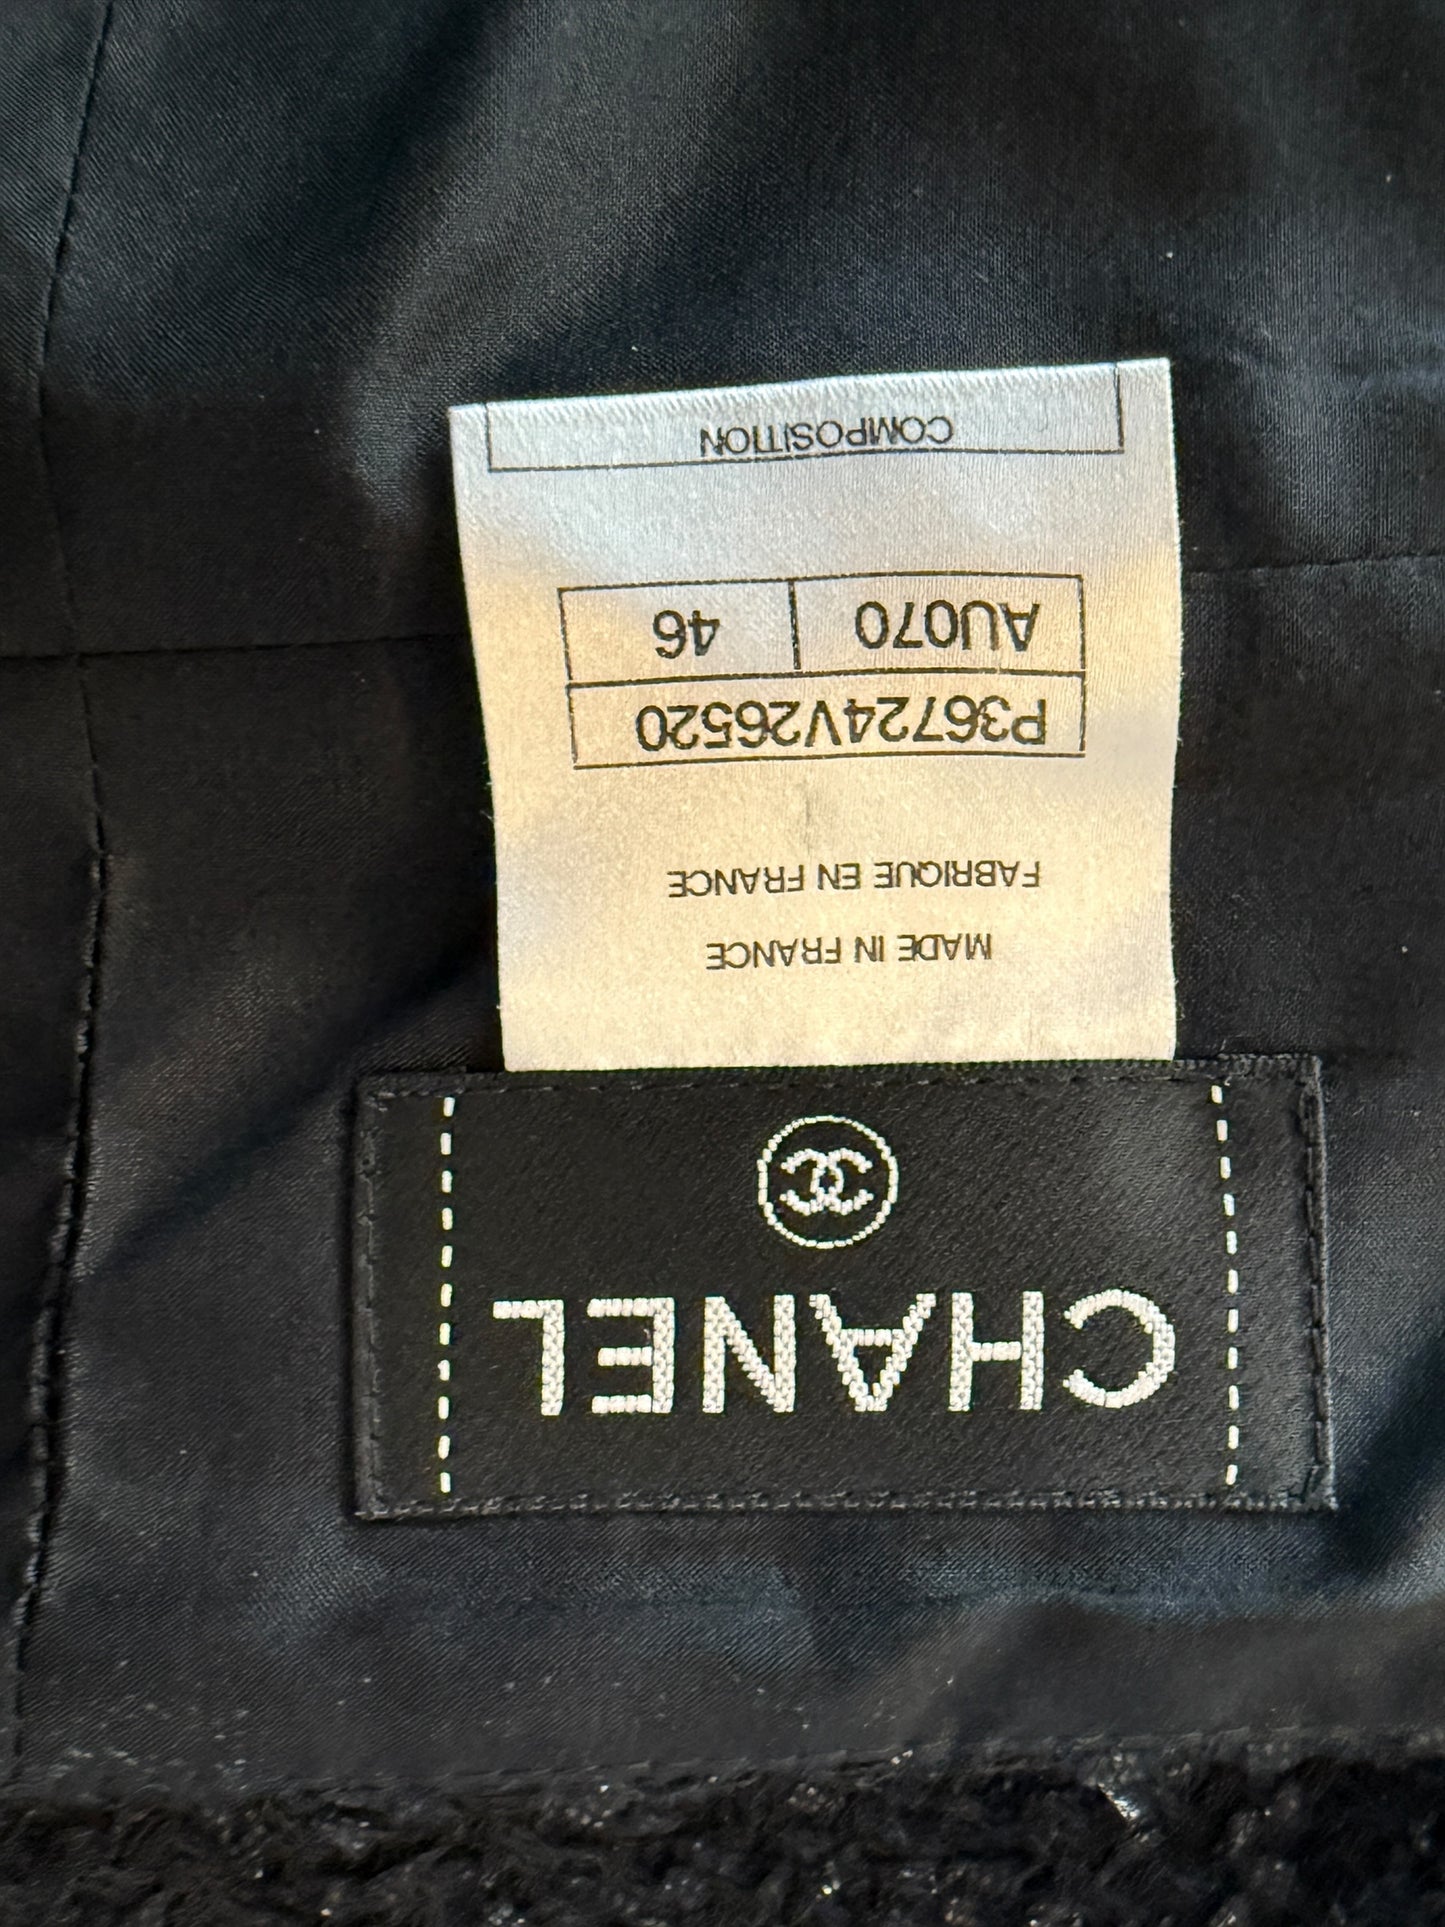 CHANEL
MADE IN FRANCE
FABRIQUE EN FRANCE
P36724V26520
AU070 46
COMPOSITION